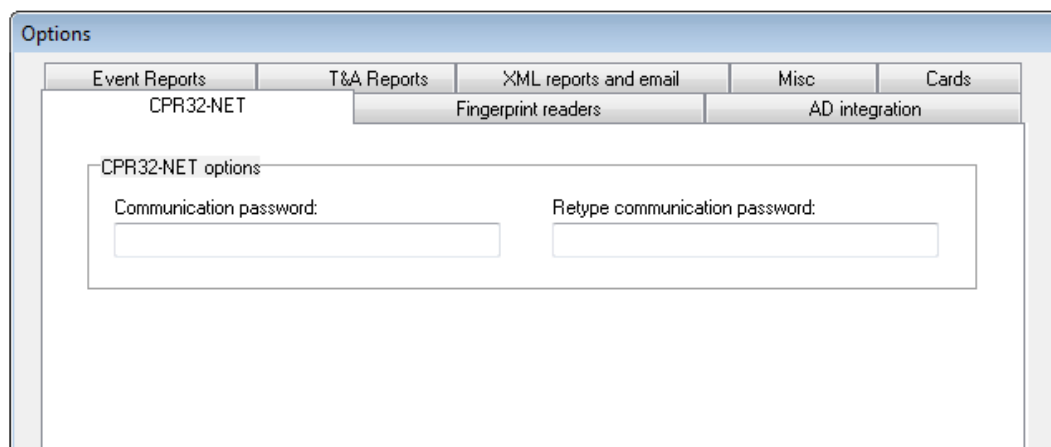 Options
Event Reports T&A Reports XML reports and email Misc Cards
CPR32-NET Fingerprint readers AD integration
CPR32-NET options
Communication password: Retype communication password: